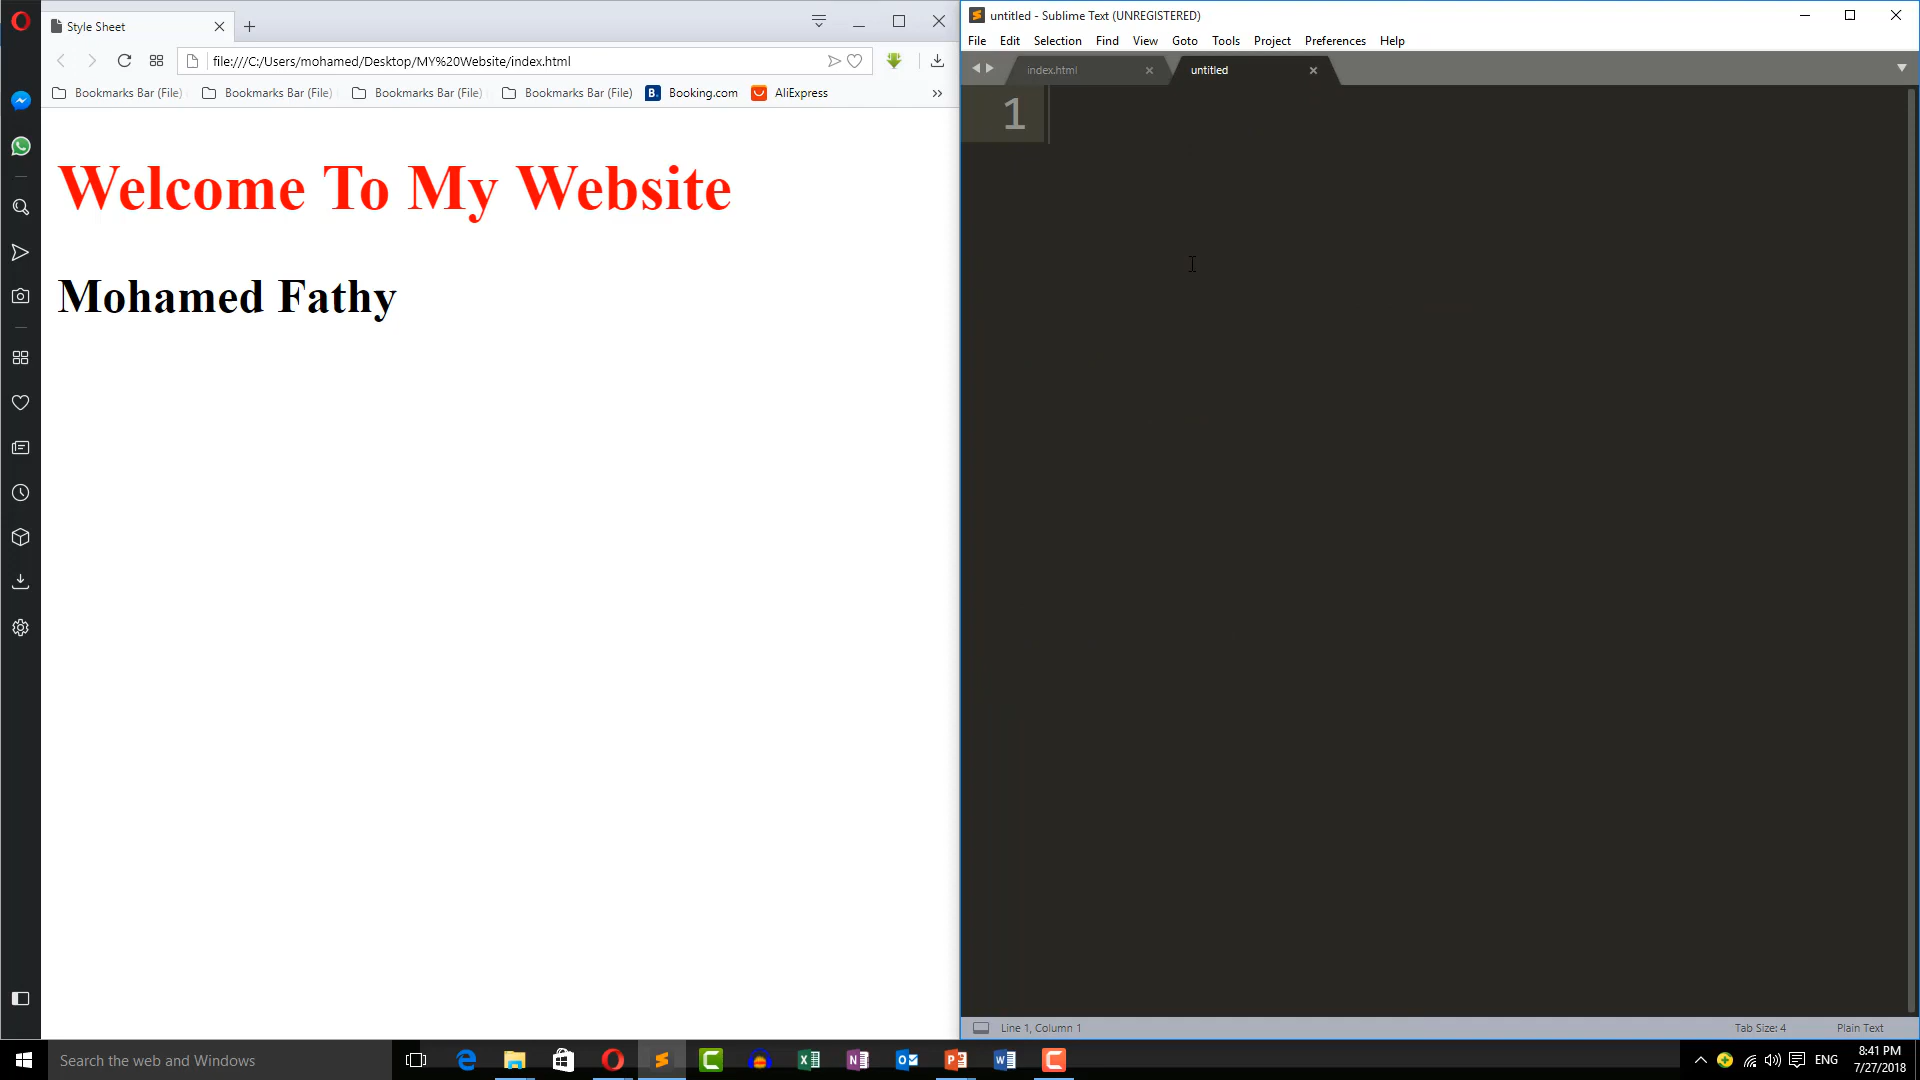 Style Sheet
file:///C:/Users/mohamed/Desktop/MY%20Website/index.html
Bookmarks Bar (File) Bookmarks Bar (File) Bookmarks Bar (File) Bookmarks Bar (File) B. Booking.com AliExpress
Welcome To My Website
Mohamed Fathy
untitled - Sublime Text (UNREGISTERED)
File Edit Selection Find View Goto Tools Project Preferences Help
index.html untitled
1
Line 1, Column 1 Tab Size: 4 Plain Text
Search the web and Windows
ENG
8:41 PM
7/27/2018